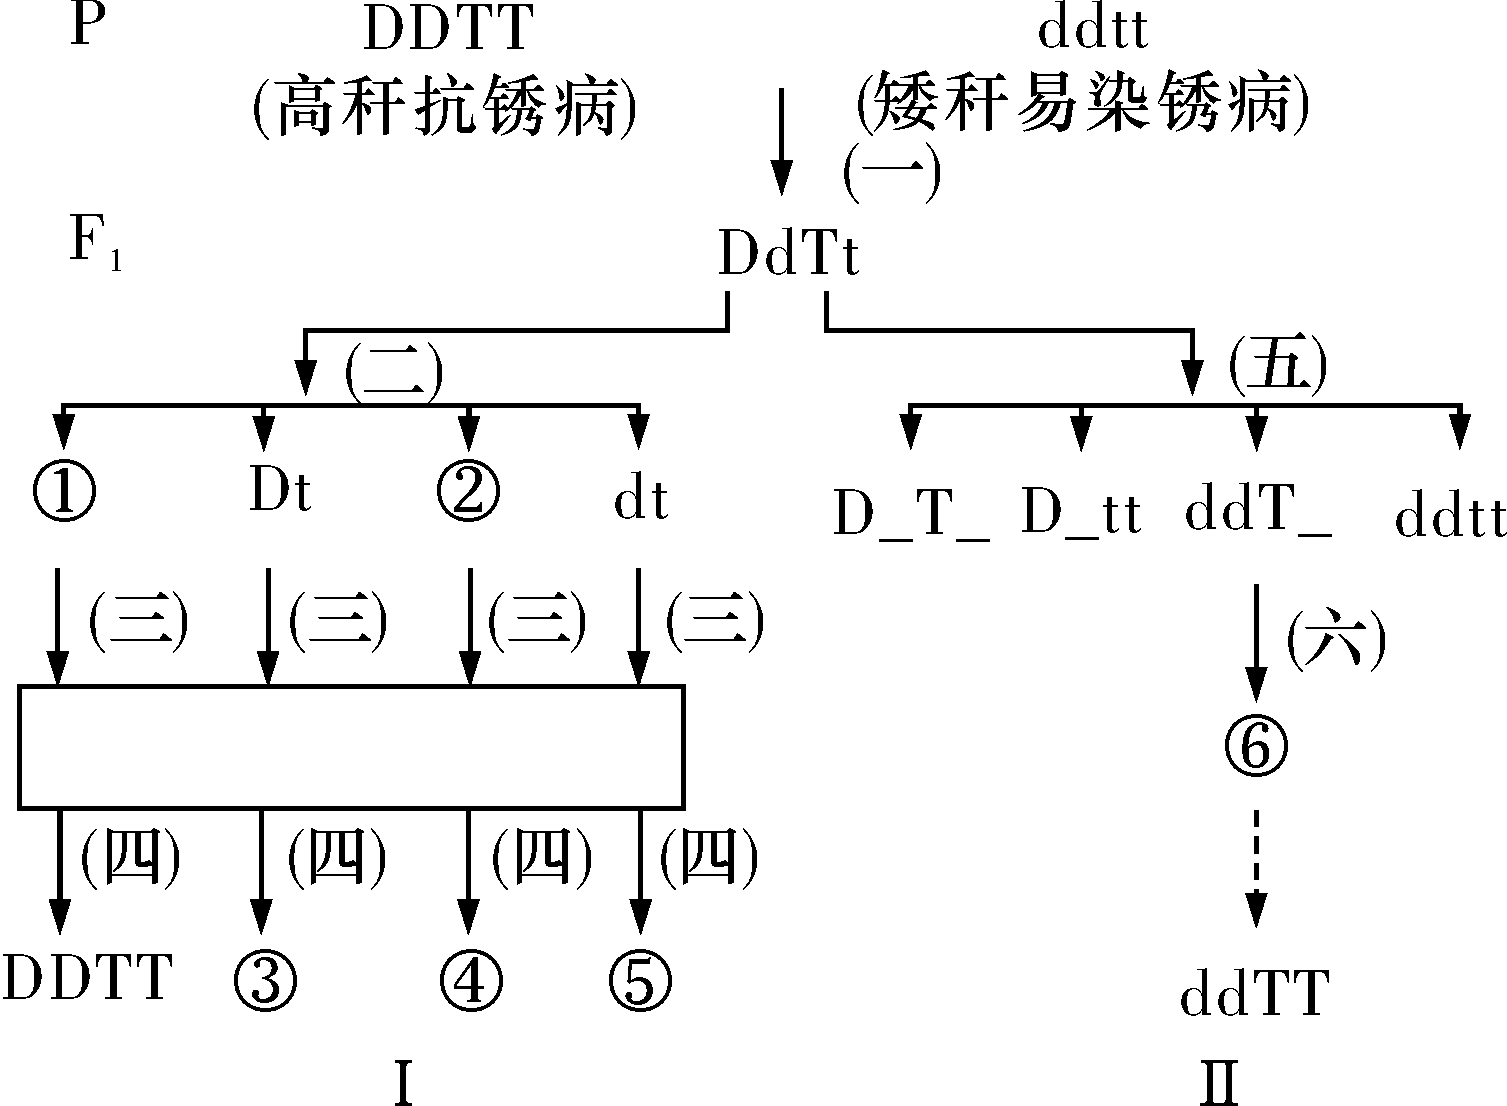 P DDTT ddtt
(高秆抗锈病) (矮秆易染锈病)
(一)
F₁ DdTt
(二) (五)
① Dt ② dt D_T_ D_tt ddT_ ddtt
(三) (三) (三) (三) (六)
⑥
(四) (四) (四) (四)
DDTT ③ ④ ⑤ ddTT
Ⅰ Ⅱ